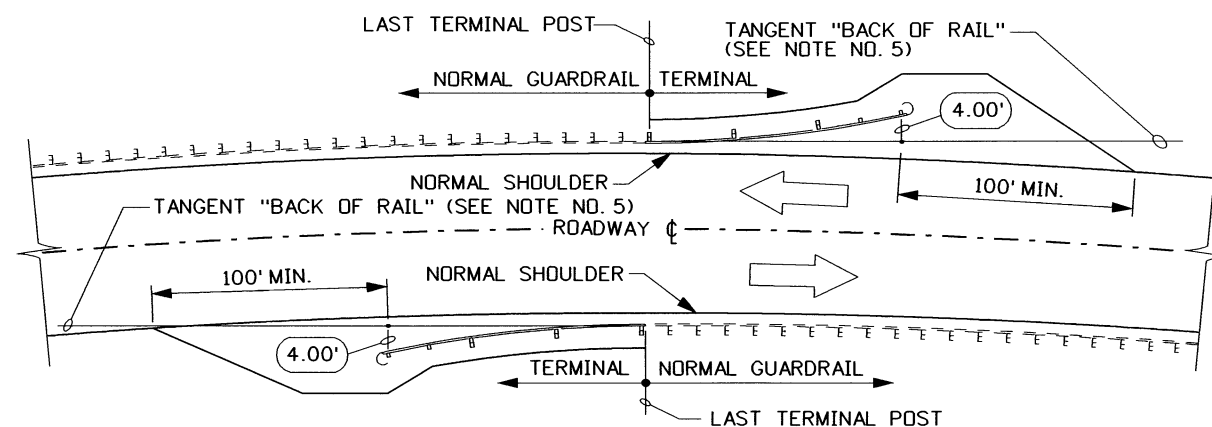 LAST TERMINAL POST
TANGENT "BACK OF RAIL"
(SEE NOTE NO. 5)
NORMAL GUARDRAIL
TERMINAL
4.00'
NORMAL SHOULDER
100' MIN.
TANGENT "BACK OF RAIL" (SEE NOTE NO. 5)
ROADWAY ℄
100' MIN.
NORMAL SHOULDER
4.00'
TERMINAL
NORMAL GUARDRAIL
LAST TERMINAL POST